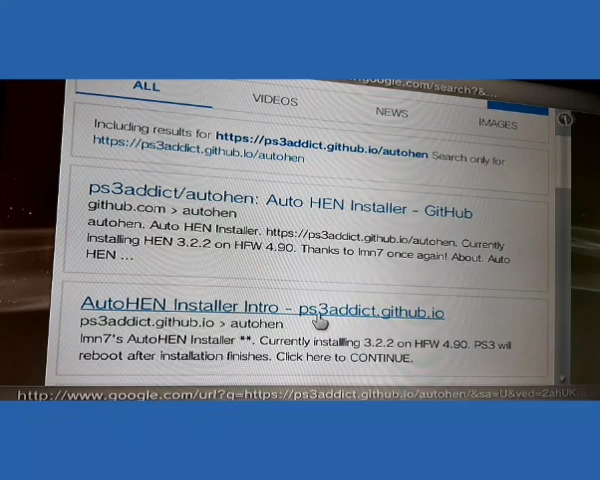 .google.com/search?&...
ALL
VIDEOS
NEWS
IMAGES
Including results for https://ps3addict.github.io/autohen Search only for
https://ps3addict.github.io/autohen
ps3addict/autohen: Auto HEN Installer - GitHub
github.com > autohen
autohen. Auto HEN Installer. https://ps3addict.github.io/autohen. Currently
installing HEN 3.2.2 on HFW 4.90. Thanks to lmn7 once again! About. Auto
HEN ...
AutoHEN Installer Intro - ps3addict.github.io
ps3addict.github.io > autohen
lmn7's AutoHEN Installer **. Currently installing 3.2.2 on HFW 4.90. PS3 will
reboot after installation finishes. Click here to CONTINUE.
http://www.google.com/url?q=https://ps3addict.github.io/autohen/&sa=U&ved=2ahUK...